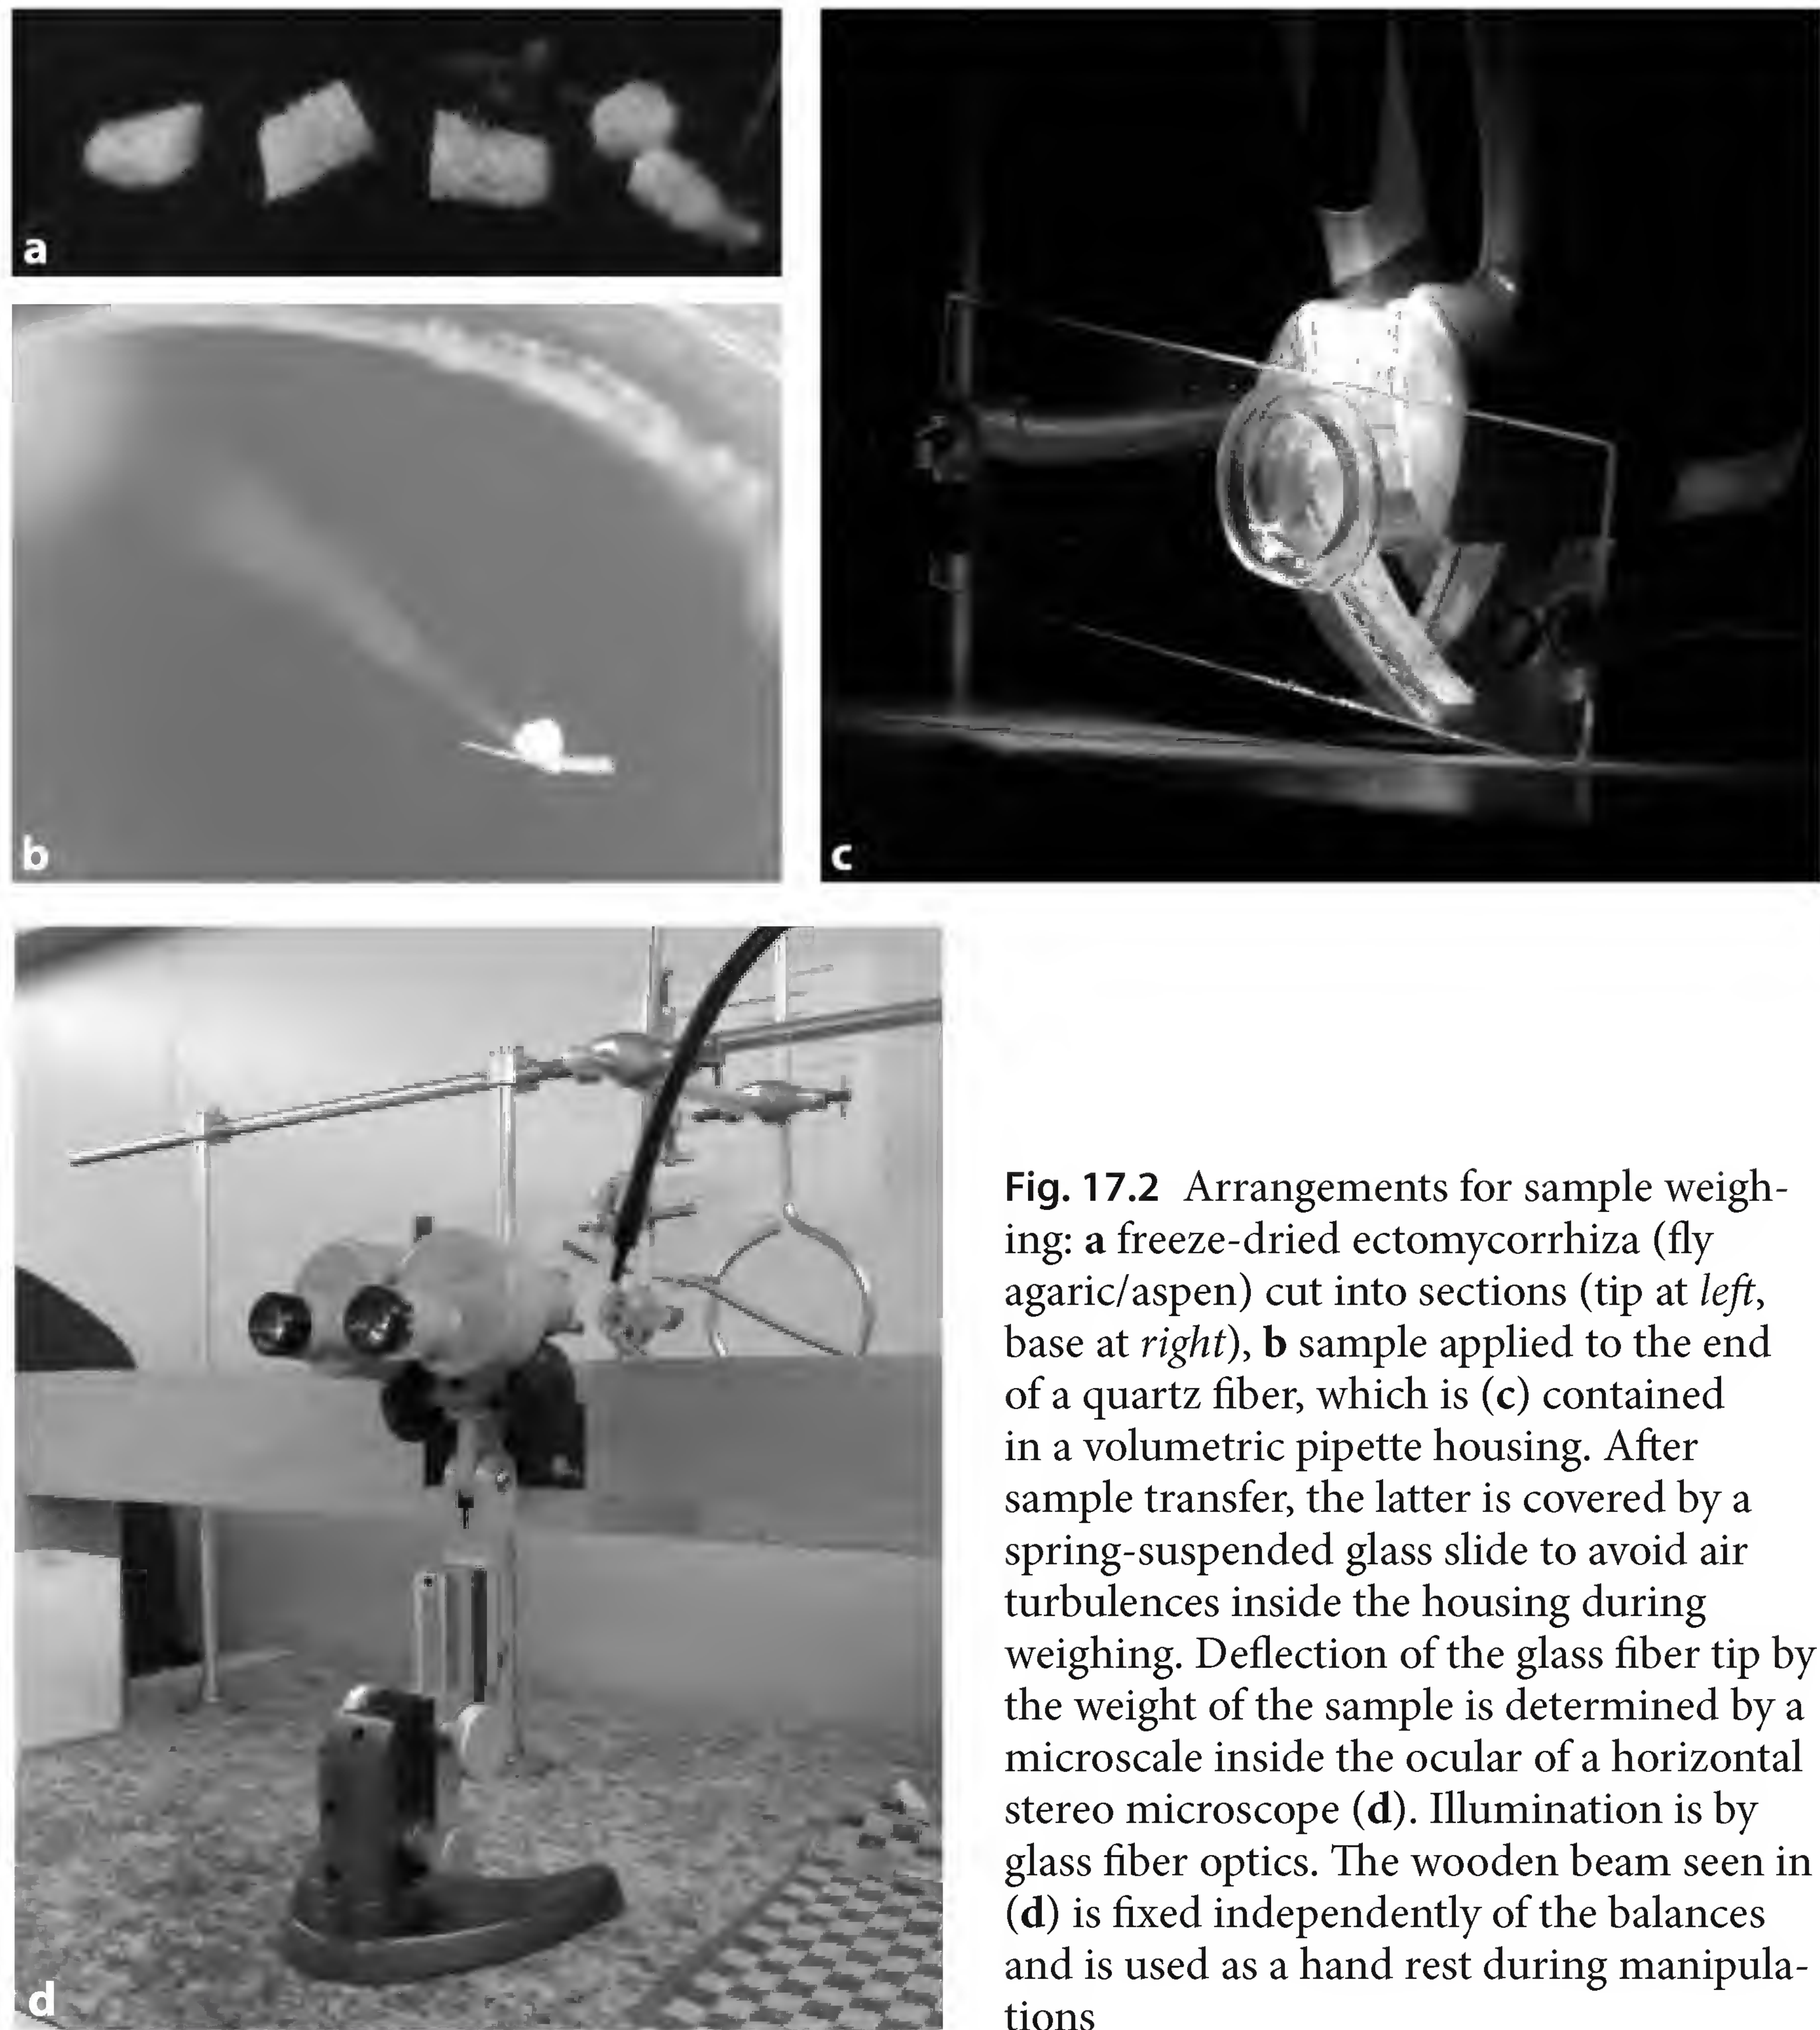 a
b
c
d
Fig. 17.2 Arrangements for sample weigh-
ing: a freeze-dried ectomycorrhiza (fly
agaric/aspen) cut into sections (tip at left,
base at right), b sample applied to the end
of a quartz fiber, which is (c) contained
in a volumetric pipette housing. After
sample transfer, the latter is covered by a
spring-suspended glass slide to avoid air
turbulences inside the housing during
weighing. Deflection of the glass fiber tip by
the weight of the sample is determined by a
microscale inside the ocular of a horizontal
stereo microscope (d). Illumination is by
glass fiber optics. The wooden beam seen in
(d) is fixed independently of the balances
and is used as a hand rest during manipula-
tions